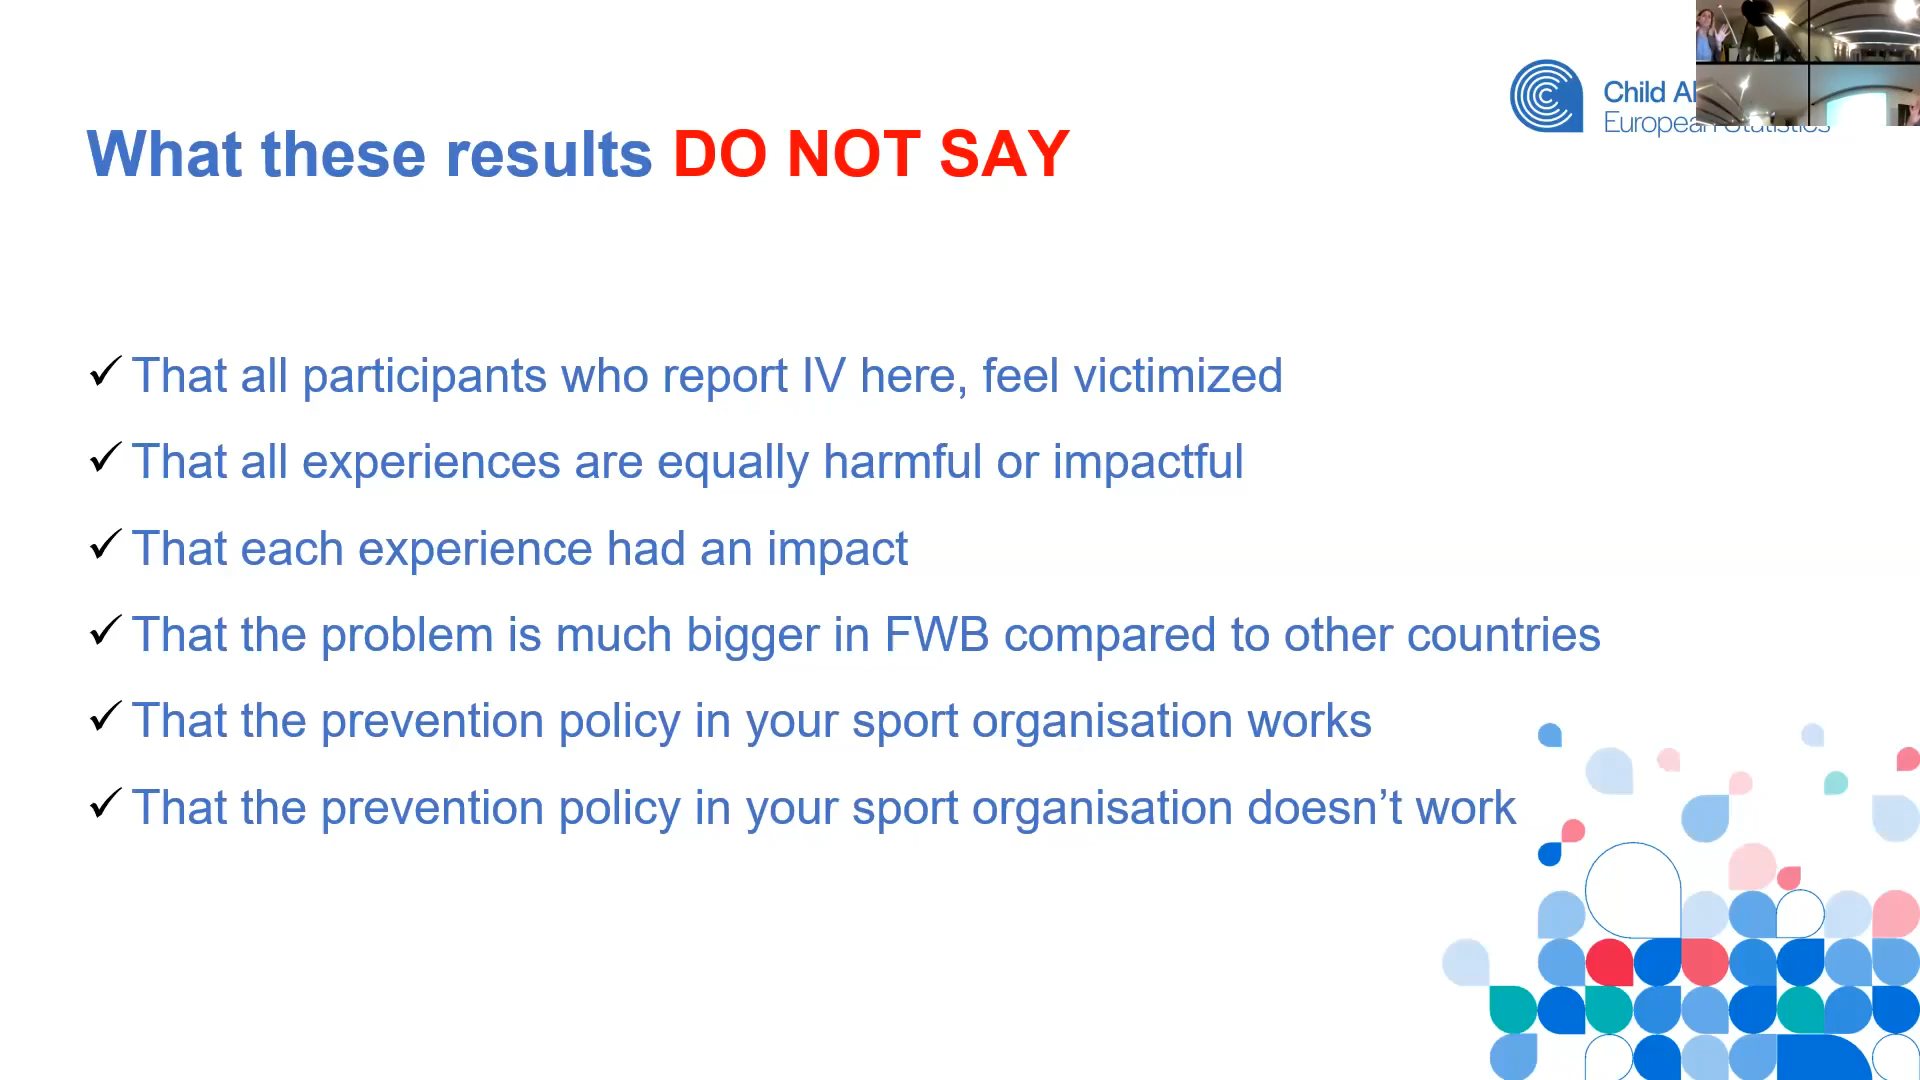 Child
European Statistics
What these results DO NOT SAY
✓ That all participants who report IV here, feel victimized
✓ That all experiences are equally harmful or impactful
✓ That each experience had an impact
✓ That the problem is much bigger in FWB compared to other countries
✓ That the prevention policy in your sport organisation works
✓ That the prevention policy in your sport organisation doesn’t work